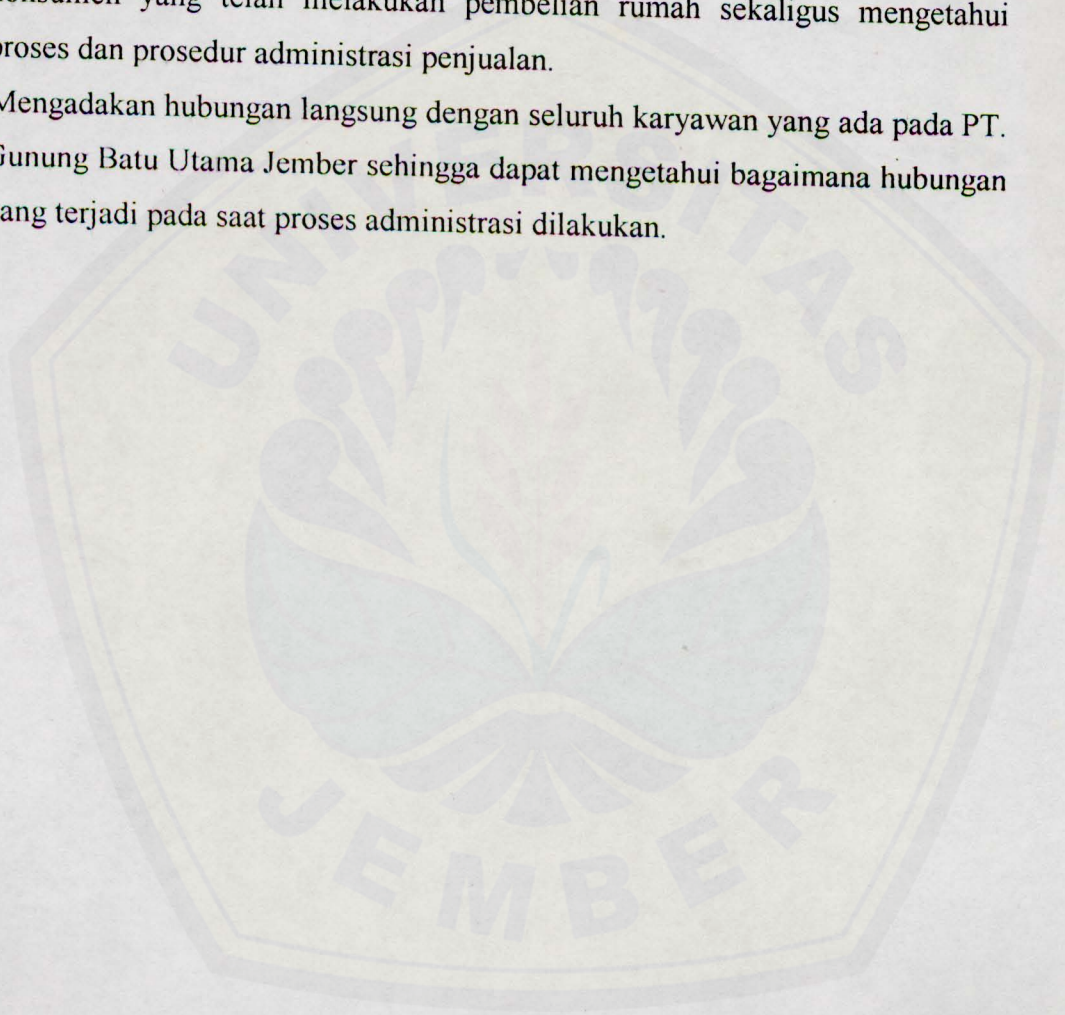 yang telah melakukan pembelian rumah sekaligus mengetahui
proses dan prosedur administrasi penjualan.
Mengadakan hubungan langsung dengan seluruh karyawan yang ada pada PT.
Gunung Batu Utama Jember sehingga dapat mengetahui bagaimana hubungan
yang terjadi pada saat proses administrasi dilakukan.
UNIVERSITAS
JEMBER